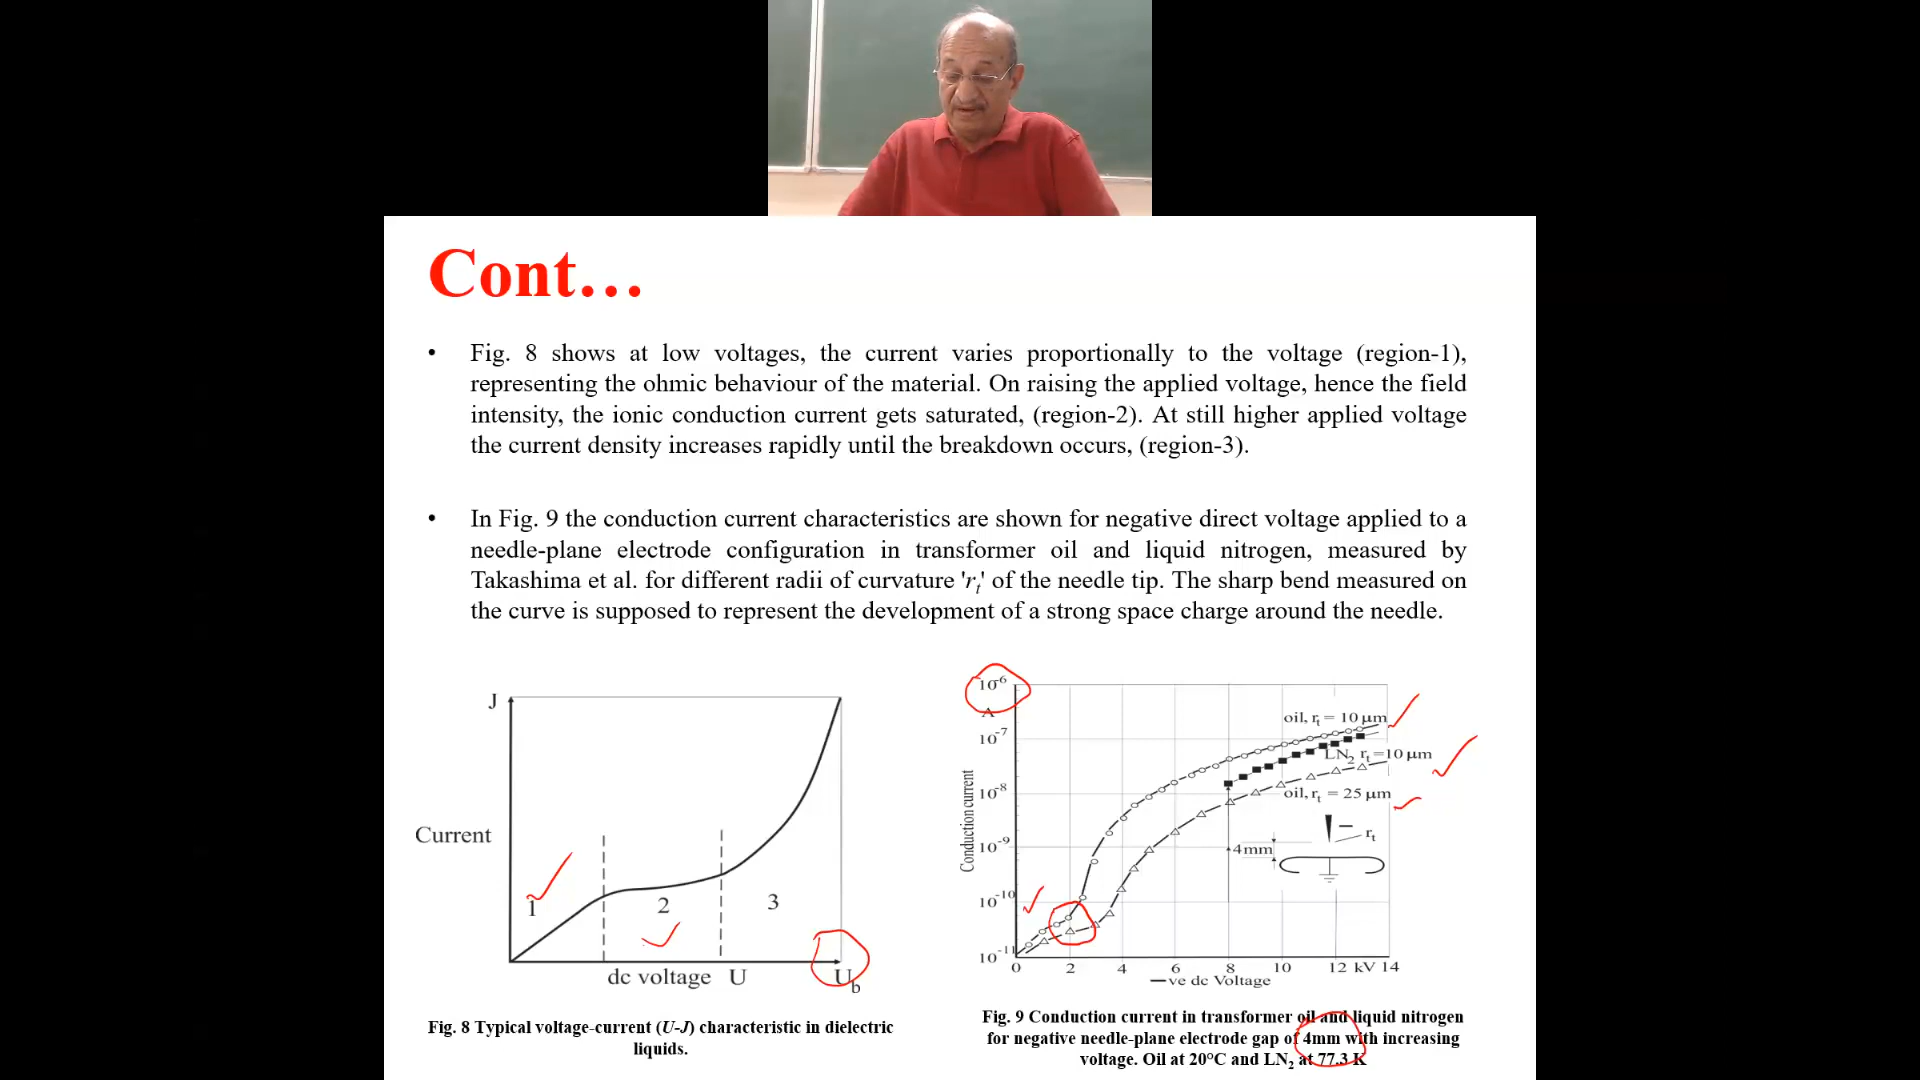 Cont...
• Fig. 8 shows at low voltages, the current varies proportionally to the voltage (region-1),
representing the ohmic behaviour of the material. On raising the applied voltage, hence the field
intensity, the ionic conduction current gets saturated, (region-2). At still higher applied voltage
the current density increases rapidly until the breakdown occurs, (region-3).
• In Fig. 9 the conduction current characteristics are shown for negative direct voltage applied to a
needle-plane electrode configuration in transformer oil and liquid nitrogen, measured by
Takashima et al. for different radii of curvature 'rₜ' of the needle tip. The sharp bend measured on
the curve is supposed to represent the development of a strong space charge around the needle.
J
Current
1
2
3
dc voltage U
U_b
Fig. 8 Typical voltage-current (U-J) characteristic in dielectric
liquids.
10⁻⁶
A
10⁻⁷
10⁻⁸
10⁻⁹
10⁻¹⁰
10⁻¹¹
Conduction current
oil, rₜ = 10 µm
LN₂ rₜ =10 µm
oil, rₜ = 25 µm
– rₜ
4mm
0 2 4 6 8 10 12 kV 14
—ve dc Voltage
Fig. 9 Conduction current in transformer oil and liquid nitrogen
for negative needle-plane electrode gap of 4mm with increasing
voltage. Oil at 20°C and LN₂ at 77.3 K